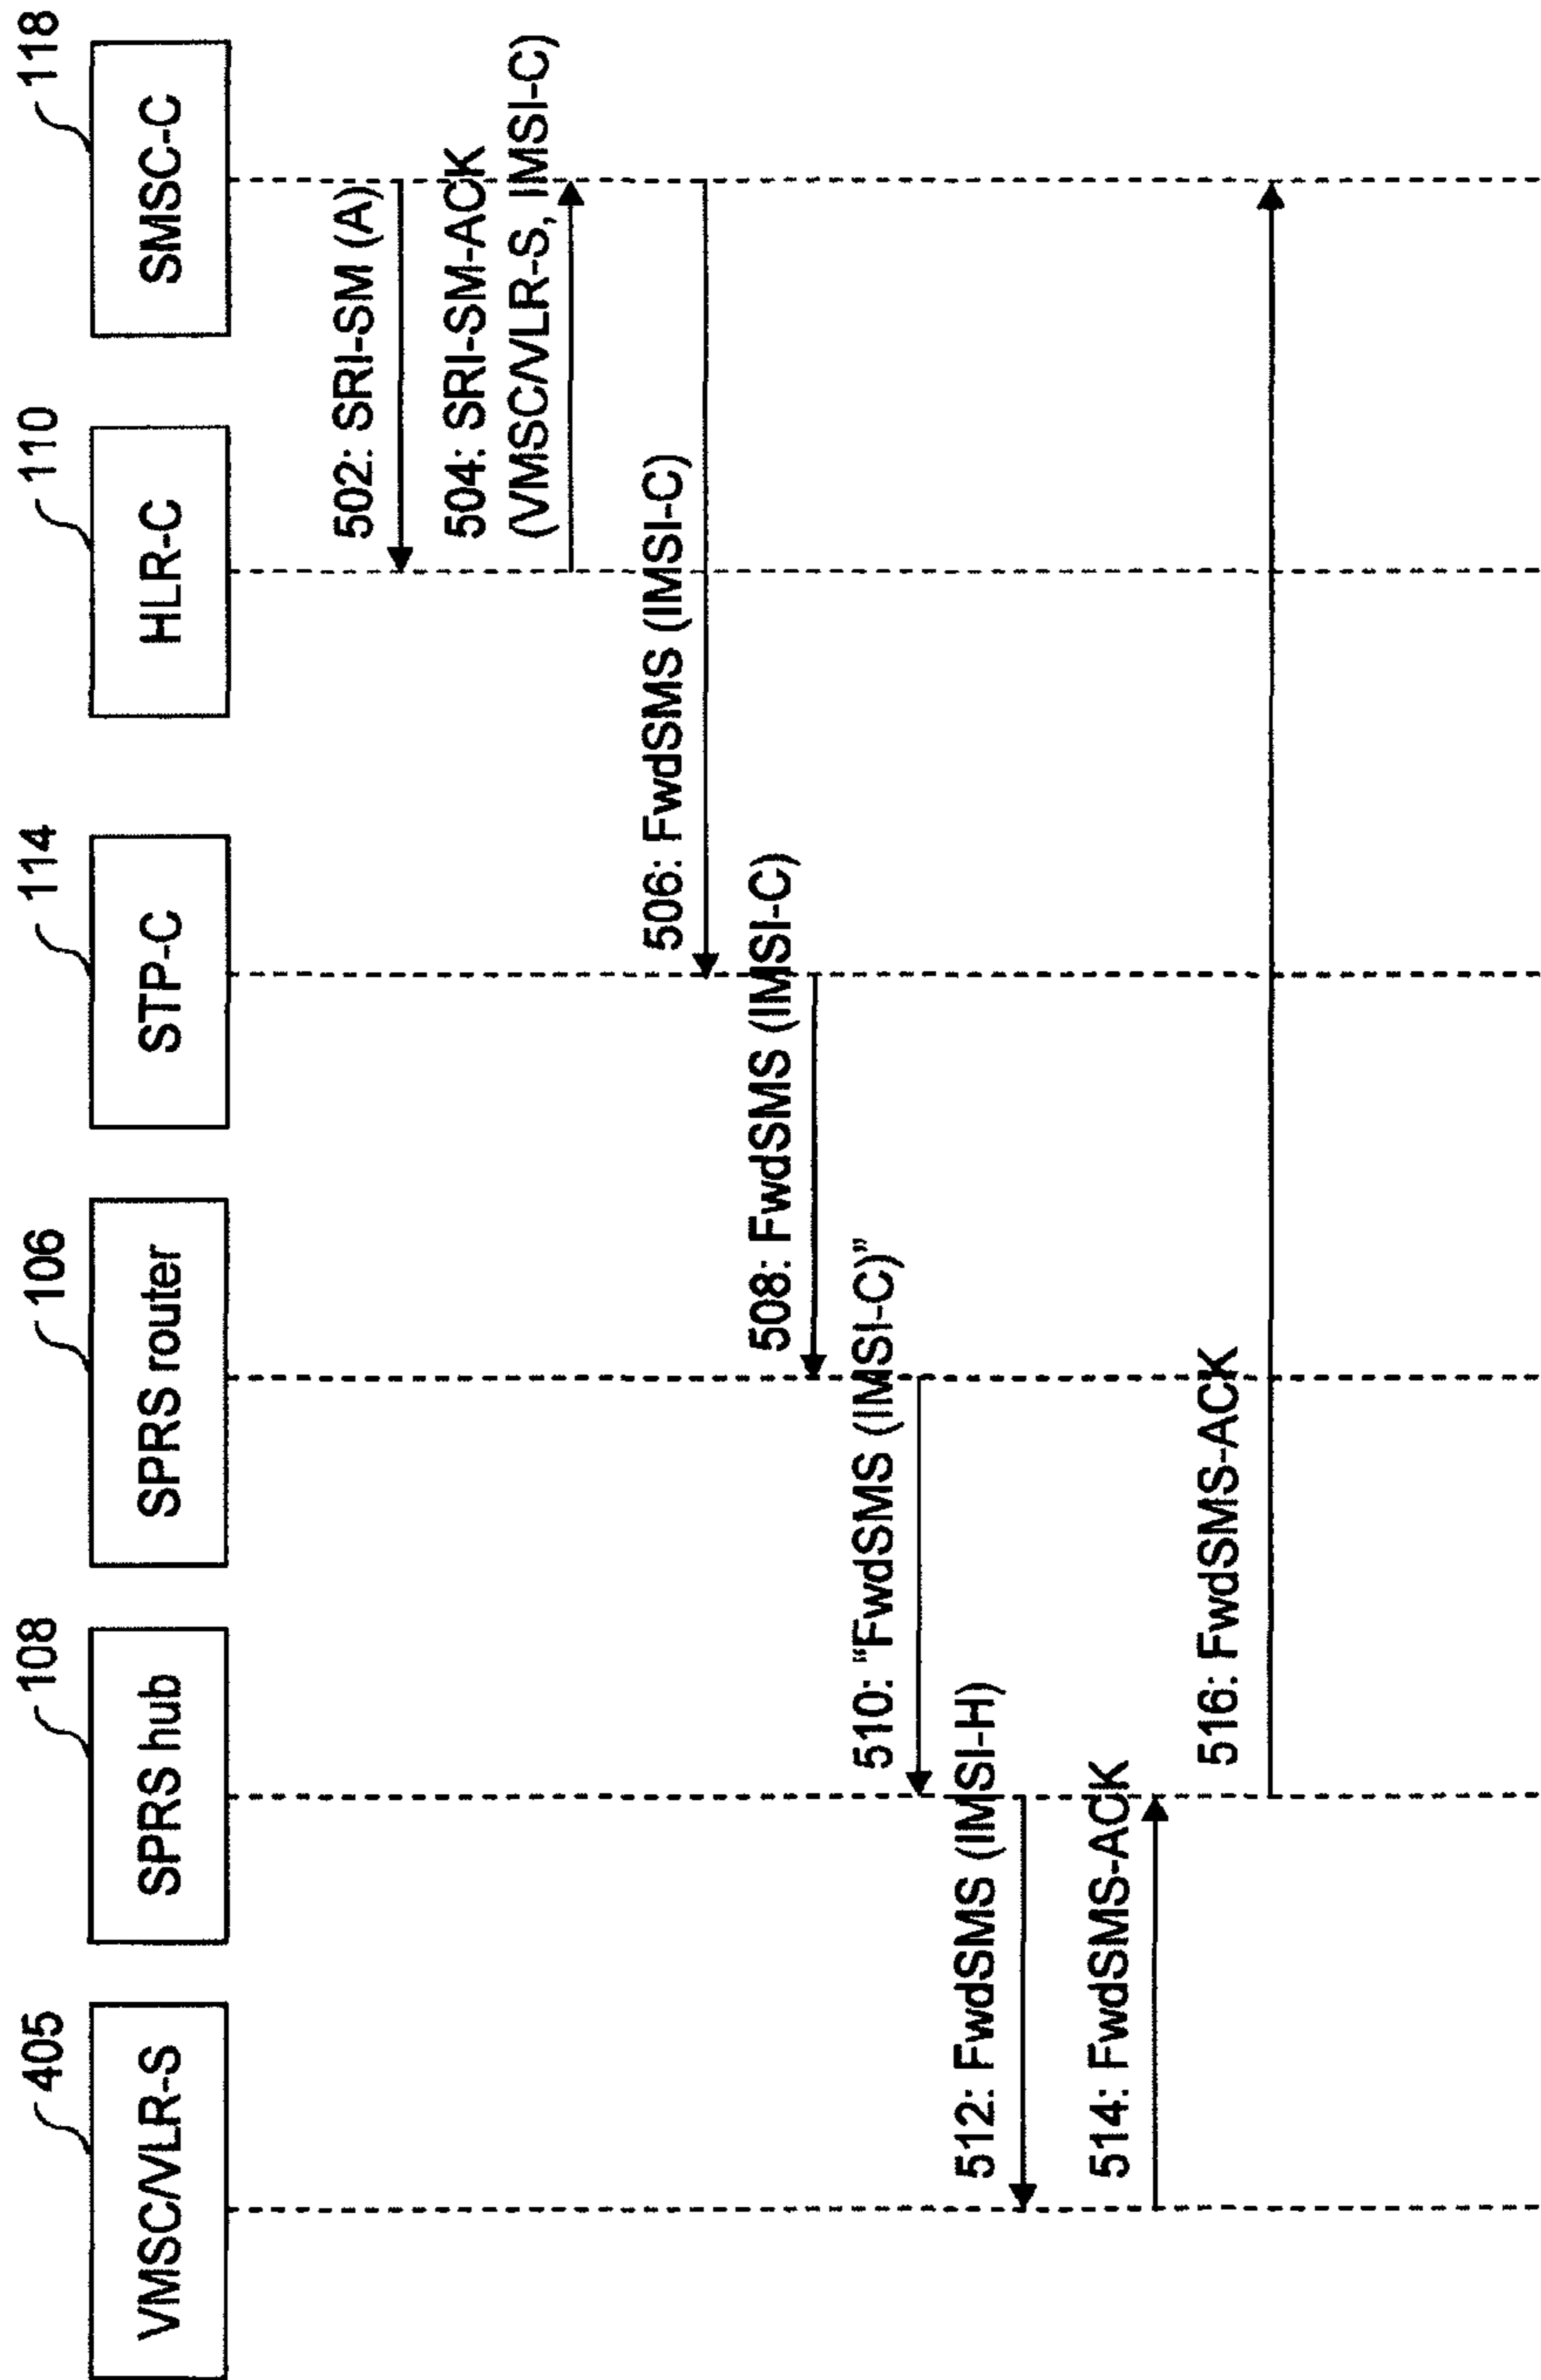 405
108
106
114
110
118
VMSC/VLR-S
SPRS hub
SPRS router
STP-C
HLR-C
SMSC-C
502: SRI-SM (A)
504: SRI-SM-ACK
(VMSC/VLR-S, IMSI-C)
506: FwdSMS (IMSI-C)
508: FwdSMS (IMSI-C)
510: “FwdSMS (IMSI-C)”
512: FwdSMS (IMSI-H)
514: FwdSMS-ACK
516: FwdSMS-ACK